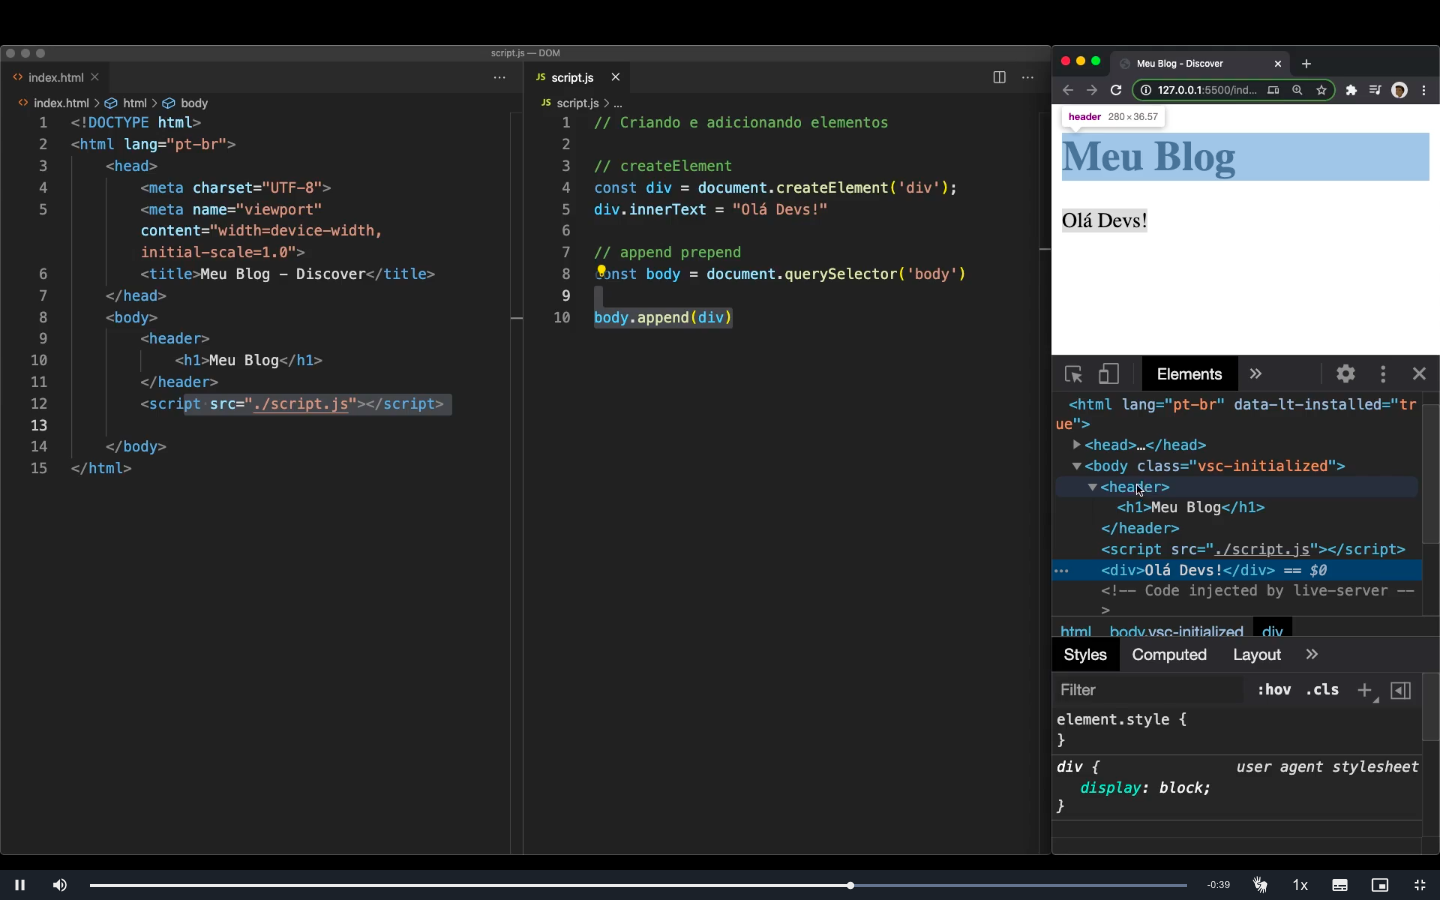 script.js — DOM
index.html
index.html > html > body
1 <!DOCTYPE html>
2 <html lang="pt-br">
3 <head>
4 <meta charset="UTF-8">
5 <meta name="viewport"
content="width=device-width,
initial-scale=1.0">
6 <title>Meu Blog – Discover</title>
7 </head>
8 <body>
9 <header>
10 <h1>Meu Blog</h1>
11 </header>
12 <script src="./script.js"></script>
13
14 </body>
15 </html>
JS script.js
JS script.js > ...
1 // Criando e adicionando elementos
2
3 // createElement
4 const div = document.createElement('div');
5 div.innerText = "Olá Devs!"
6
7 // append prepend
8 const body = document.querySelector('body')
9
10 body.append(div)
Meu Blog - Discover
127.0.0.1:5500/ind...
header 280 × 36.57
Meu Blog
Olá Devs!
Elements
<html lang="pt-br" data-lt-installed="tr
ue">
<head>…</head>
<body class="vsc-initialized">
<header>
<h1>Meu Blog</h1>
</header>
<script src="./script.js"></script>
<div>Olá Devs!</div> == $0
<!-- Code injected by live-server --
>
html body.vsc-initialized div
Styles Computed Layout
Filter :hov .cls
element.style {
}
div { user agent stylesheet
display: block;
}
-0:39 1x